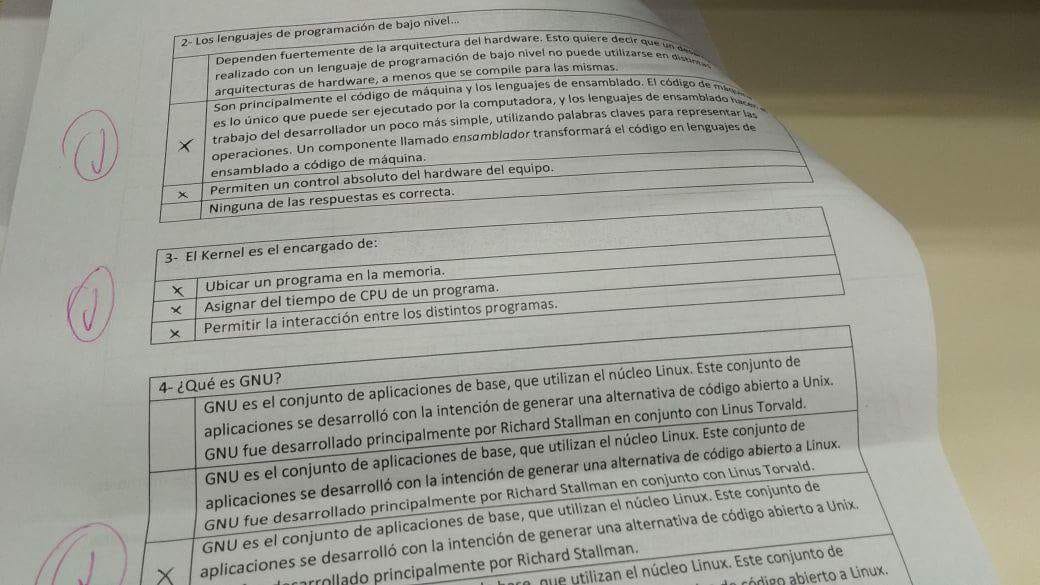 2- Los lenguajes de programación de bajo nivel...
Dependen fuertemente de la arquitectura del hardware. Esto quiere decir que un
realizado con un lenguaje de programación de bajo nivel no puede utilizarse en distintas
arquitecturas de hardware, a menos que se compile para las mismas.
Son principalmente el código de máquina y los lenguajes de ensamblado. El código de
es lo único que puede ser ejecutado por la computadora, y los lenguajes de ensamblado hacen
X trabajo del desarrollador un poco más simple, utilizando palabras claves para representar las
operaciones. Un componente llamado ensamblador transformará el código en lenguajes de
ensamblado a código de máquina.
X Permiten un control absoluto del hardware del equipo.
Ninguna de las respuestas es correcta.
3- El Kernel es el encargado de:
X Ubicar un programa en la memoria.
X Asignar del tiempo de CPU de un programa.
X Permitir la interacción entre los distintos programas.
4- ¿Qué es GNU?
GNU es el conjunto de aplicaciones de base, que utilizan el núcleo Linux. Este conjunto de
aplicaciones se desarrolló con la intención de generar una alternativa de código abierto a Unix.
GNU fue desarrollado principalmente por Richard Stallman en conjunto con Linus Torvald.
GNU es el conjunto de aplicaciones de base, que utilizan el núcleo Linux. Este conjunto de
aplicaciones se desarrolló con la intención de generar una alternativa de código abierto a Linux.
GNU fue desarrollado principalmente por Richard Stallman en conjunto con Linus Torvald.
GNU es el conjunto de aplicaciones de base, que utilizan el núcleo Linux. Este conjunto de
X aplicaciones se desarrolló con la intención de generar una alternativa de código abierto a Unix.
principalmente por Richard Stallman.
que utilizan el núcleo Linux. Este conjunto de
código abierto a Linux.